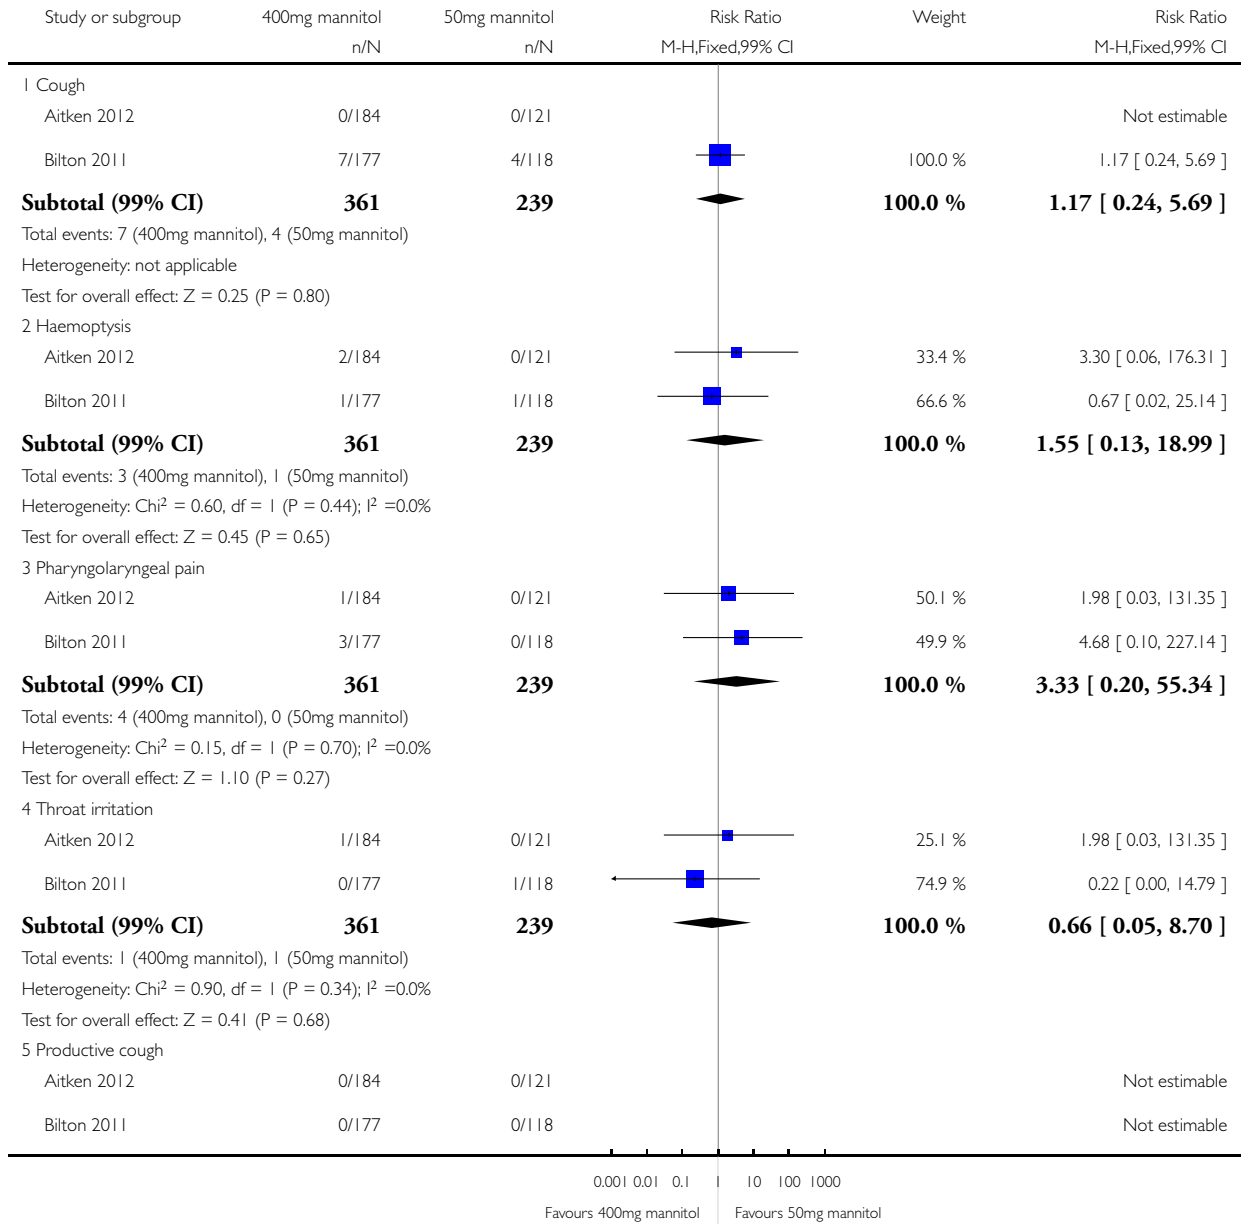 Study or subgroup 400mg mannitol 50mg mannitol Risk Ratio Weight Risk Ratio
n/N n/N M-H,Fixed,99% CI M-H,Fixed,99% CI
1 Cough
Aitken 2012 0/184 0/121 Not estimable
Bilton 2011 7/177 4/118 100.0 % 1.17 [ 0.24, 5.69 ]
Subtotal (99% CI) 361 239 100.0 % 1.17 [ 0.24, 5.69 ]
Total events: 7 (400mg mannitol), 4 (50mg mannitol)
Heterogeneity: not applicable
Test for overall effect: Z = 0.25 (P = 0.80)
2 Haemoptysis
Aitken 2012 2/184 0/121 33.4 % 3.30 [ 0.06, 176.31 ]
Bilton 2011 1/177 1/118 66.6 % 0.67 [ 0.02, 25.14 ]
Subtotal (99% CI) 361 239 100.0 % 1.55 [ 0.13, 18.99 ]
Total events: 3 (400mg mannitol), 1 (50mg mannitol)
Heterogeneity: Chi² = 0.60, df = 1 (P = 0.44); I² =0.0%
Test for overall effect: Z = 0.45 (P = 0.65)
3 Pharyngolaryngeal pain
Aitken 2012 1/184 0/121 50.1 % 1.98 [ 0.03, 131.35 ]
Bilton 2011 3/177 0/118 49.9 % 4.68 [ 0.10, 227.14 ]
Subtotal (99% CI) 361 239 100.0 % 3.33 [ 0.20, 55.34 ]
Total events: 4 (400mg mannitol), 0 (50mg mannitol)
Heterogeneity: Chi² = 0.15, df = 1 (P = 0.70); I² =0.0%
Test for overall effect: Z = 1.10 (P = 0.27)
4 Throat irritation
Aitken 2012 1/184 0/121 25.1 % 1.98 [ 0.03, 131.35 ]
Bilton 2011 0/177 1/118 74.9 % 0.22 [ 0.00, 14.79 ]
Subtotal (99% CI) 361 239 100.0 % 0.66 [ 0.05, 8.70 ]
Total events: 1 (400mg mannitol), 1 (50mg mannitol)
Heterogeneity: Chi² = 0.90, df = 1 (P = 0.34); I² =0.0%
Test for overall effect: Z = 0.41 (P = 0.68)
5 Productive cough
Aitken 2012 0/184 0/121 Not estimable
Bilton 2011 0/177 0/118 Not estimable
0.001 0.01 0.1 1 10 100 1000
Favours 400mg mannitol Favours 50mg mannitol